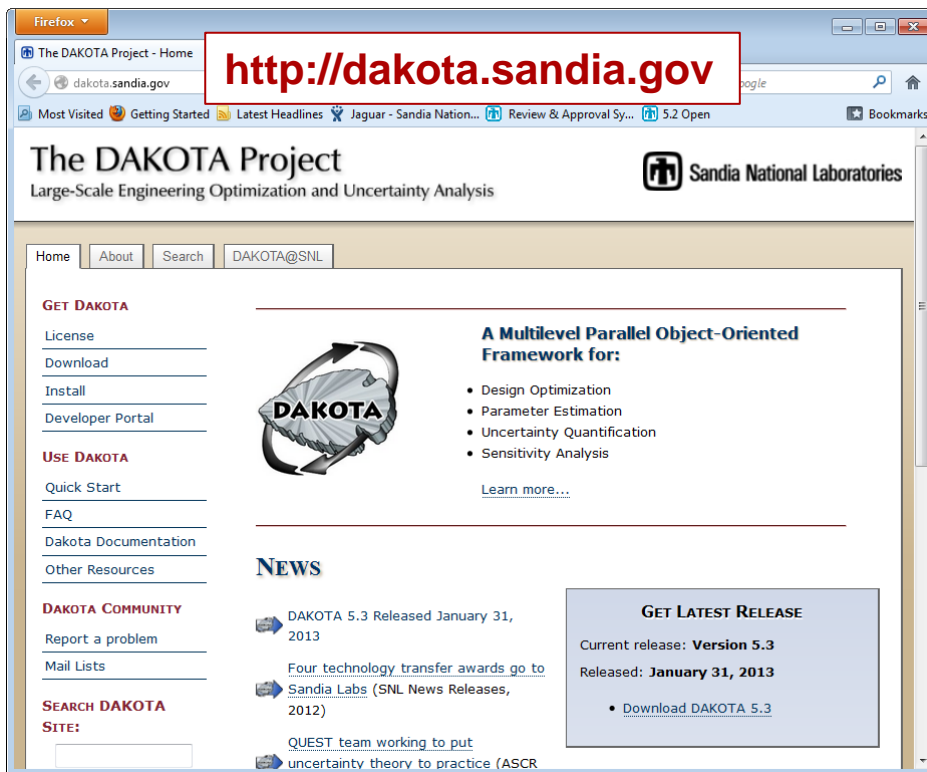 Firefox
The DAKOTA Project - Home
http://dakota.sandia.gov
dakota.sandia.gov
oogle
Most Visited Getting Started Latest Headlines Jaguar - Sandia Nation... Review & Approval Sy... 5.2 Open Bookmarks
The DAKOTA Project
Large-Scale Engineering Optimization and Uncertainty Analysis
Sandia National Laboratories
Home About Search DAKOTA@SNL
GET DAKOTA
License
Download
Install
Developer Portal
USE DAKOTA
Quick Start
FAQ
Dakota Documentation
Other Resources
DAKOTA COMMUNITY
Report a problem
Mail Lists
SEARCH DAKOTA
SITE:
DAKOTA
A Multilevel Parallel Object-Oriented
Framework for:
• Design Optimization
• Parameter Estimation
• Uncertainty Quantification
• Sensitivity Analysis
Learn more...
NEWS
DAKOTA 5.3 Released January 31,
2013
Four technology transfer awards go to
Sandia Labs (SNL News Releases,
2012)
QUEST team working to put
uncertainty theory to practice (ASCR
GET LATEST RELEASE
Current release: Version 5.3
Released: January 31, 2013
• Download DAKOTA 5.3